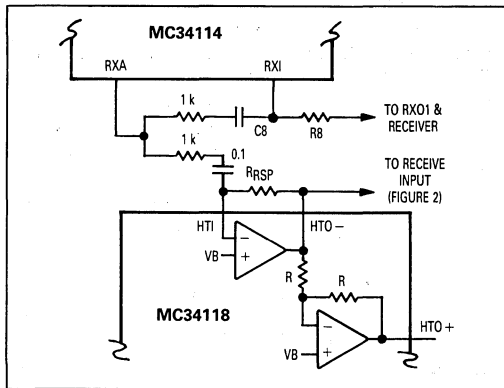 MC34114
RXA
RXI
1 k
C8
R8
TO RXO1 &
RECEIVER
1 k
0.1
RRSP
TO RECEIVE
INPUT
(FIGURE 2)
HTI
HTO –
VB
–
+
R
R
MC34118
–
+
VB
HTO +